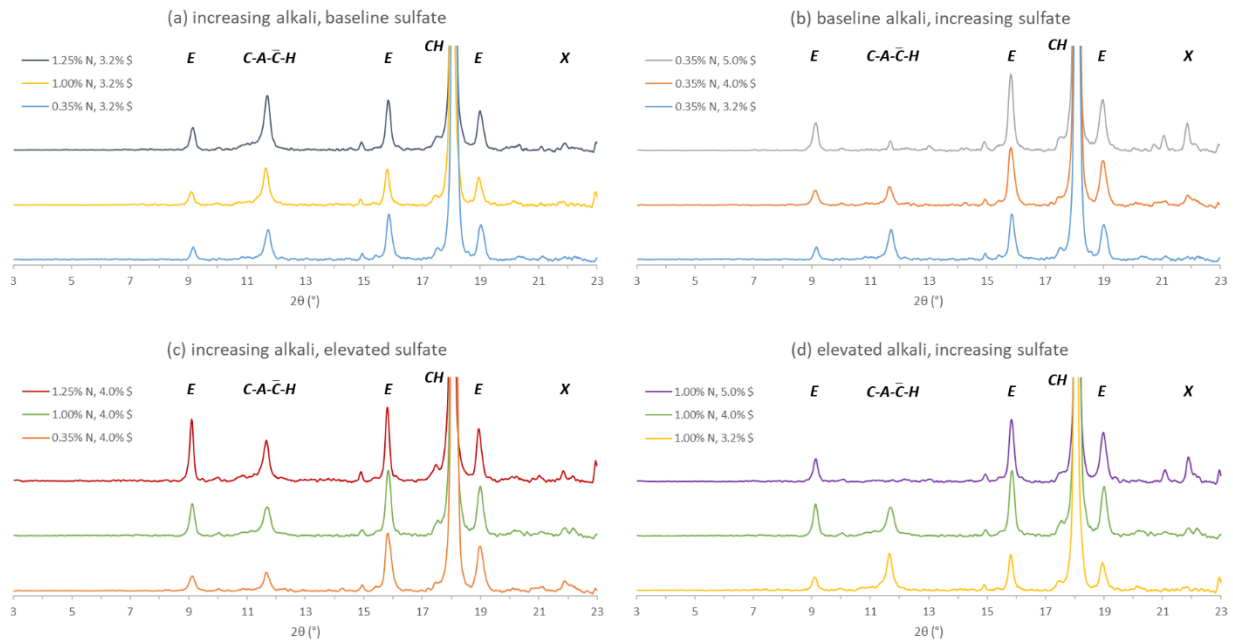 (a) increasing alkali, baseline sulfate
1.25% N, 3.2% $
1.00% N, 3.2% $
0.35% N, 3.2% $
E C-A-C̅-H E CH E X
3 5 7 9 11 13 15 17 19 21 23
2θ (°)
(b) baseline alkali, increasing sulfate
0.35% N, 5.0% $
0.35% N, 4.0% $
0.35% N, 3.2% $
E C-A-C̅-H E CH E X
3 5 7 9 11 13 15 17 19 21 23
2θ (°)
(c) increasing alkali, elevated sulfate
1.25% N, 4.0% $
1.00% N, 4.0% $
0.35% N, 4.0% $
E C-A-C̅-H E CH E X
3 5 7 9 11 13 15 17 19 21 23
2θ (°)
(d) elevated alkali, increasing sulfate
1.00% N, 5.0% $
1.00% N, 4.0% $
1.00% N, 3.2% $
E C-A-C̅-H E CH E X
3 5 7 9 11 13 15 17 19 21 23
2θ (°)